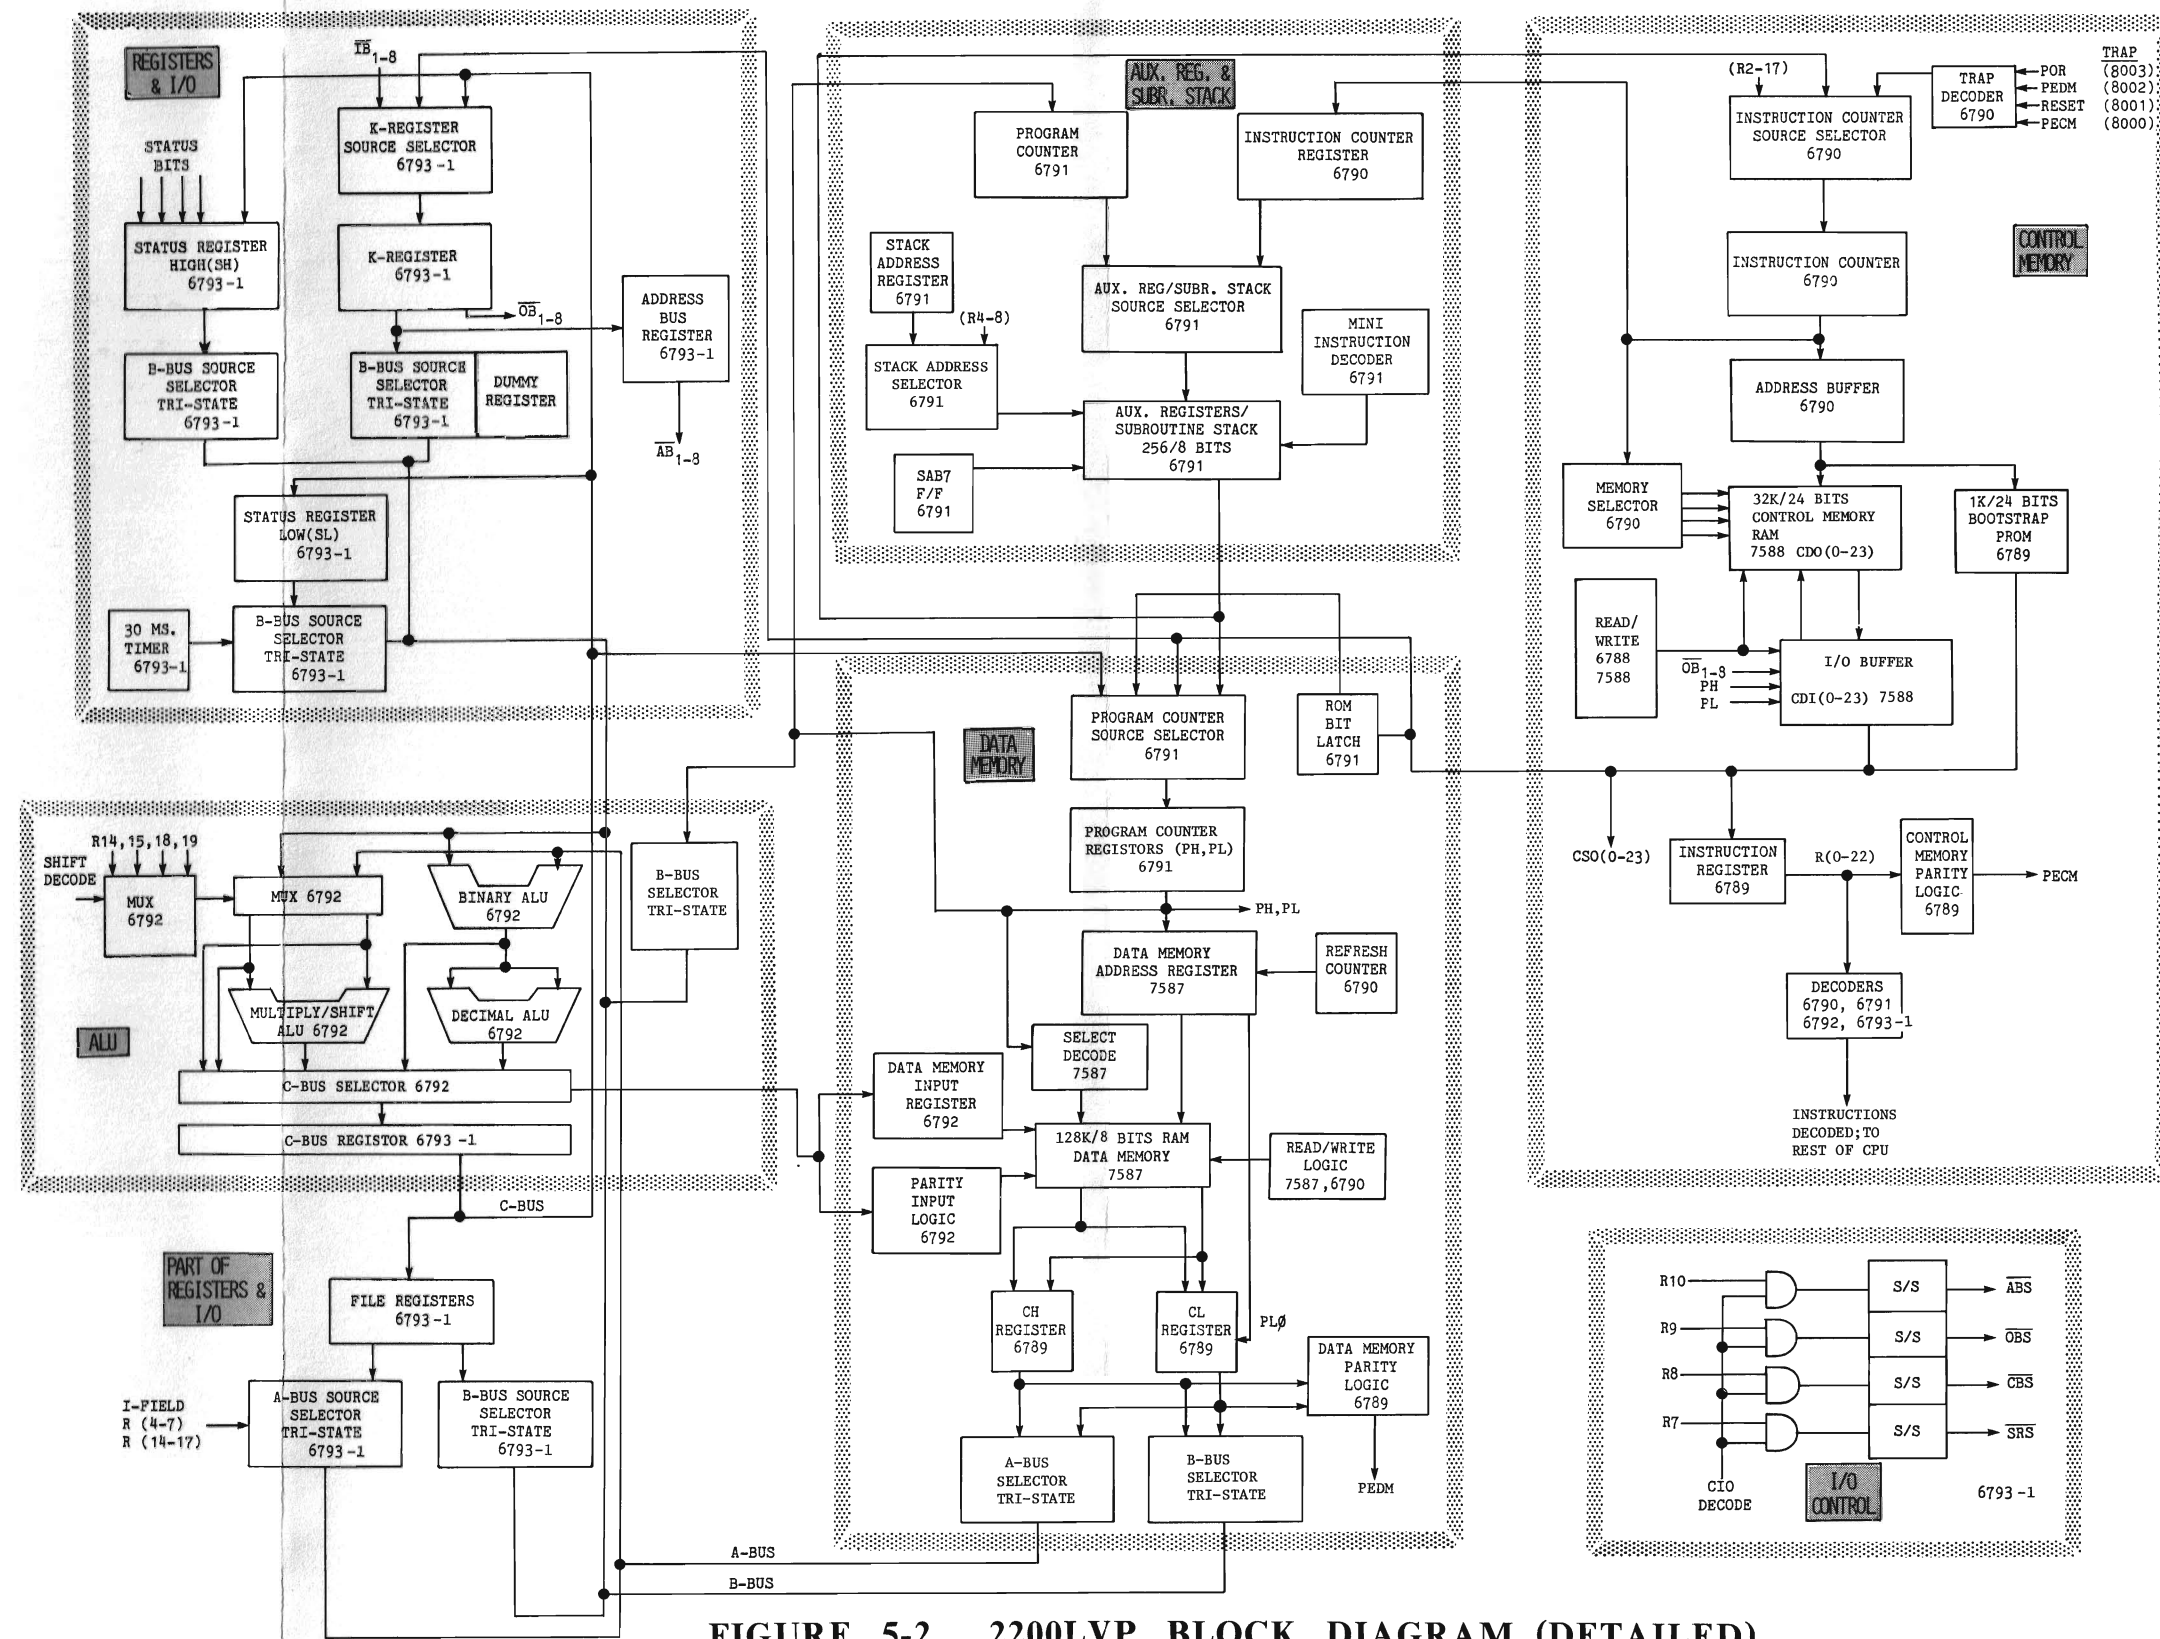 REGISTERS
& I/O
IB1-8
K-REGISTER
SOURCE SELECTOR
6793-1
STATUS
BITS
STATUS REGISTER
HIGH(SH)
6793-1
K-REGISTER
6793-1
OB1-8
ADDRESS
BUS
REGISTER
6793-1
B-BUS SOURCE
SELECTOR
TRI-STATE
6793-1
B-BUS SOURCE
SELECTOR
TRI-STATE
6793-1
DUMMY
REGISTER
AB1-8
STATUS REGISTER
LOW(SL)
6793-1
30 MS.
TIMER
6793-1
B-BUS SOURCE
SELECTOR
TRI-STATE
6793-1
AUX. REG. &
SUBR. STACK
PROGRAM
COUNTER
6791
INSTRUCTION COUNTER
REGISTER
6790
STACK
ADDRESS
REGISTER
6791
(R4-8)
AUX. REG/SUBR. STACK
SOURCE SELECTOR
6791
MINI
INSTRUCTION
DECODER
6791
STACK ADDRESS
SELECTOR
6791
AUX. REGISTERS/
SUBROUTINE STACK
256/8 BITS
6791
SAB7
F/F
6791
(R2-17)
INSTRUCTION COUNTER
SOURCE SELECTOR
6790
TRAP
DECODER
6790
TRAP
POR (8003)
PEDM (8002)
RESET (8001)
PECM (8000)
CONTROL
MEMORY
INSTRUCTION COUNTER
6790
ADDRESS BUFFER
6790
MEMORY
SELECTOR
6790
32K/24 BITS
CONTROL MEMORY
RAM
7588 CDO(0-23)
1K/24 BITS
BOOTSTRAP
PROM
6789
READ/
WRITE
6788
7588
OB1-8
PH
PL
I/O BUFFER
CDI(0-23) 7588
CSO(0-23)
INSTRUCTION
REGISTER
6789
R(0-22)
CONTROL
MEMORY
PARITY
LOGIC
6789
PECM
DECODERS
6790, 6791
6792, 6793-1
INSTRUCTIONS
DECODED;TO
REST OF CPU
R14,15,18,19
SHIFT
DECODE
MUX
6792
MUX 6792
BINARY ALU
6792
B-BUS
SELECTOR
TRI-STATE
MULTIPLY/SHIFT
ALU 6792
DECIMAL ALU
6792
ALU
C-BUS SELECTOR 6792
C-BUS REGISTOR 6793-1
C-BUS
PART OF
REGISTERS &
I/O
FILE REGISTERS
6793-1
I-FIELD
R (4-7)
R (14-17)
A-BUS SOURCE
SELECTOR
TRI-STATE
6793-1
B-BUS SOURCE
SELECTOR
TRI-STATE
6793-1
DATA
MEMORY
PROGRAM COUNTER
SOURCE SELECTOR
6791
ROM
BIT
LATCH
6791
PROGRAM COUNTER
REGISTORS (PH,PL)
6791
PH,PL
DATA MEMORY
ADDRESS REGISTER
7587
REFRESH
COUNTER
6790
SELECT
DECODE
7587
DATA MEMORY
INPUT
REGISTER
6792
128K/8 BITS RAM
DATA MEMORY
7587
READ/WRITE
LOGIC
7587,6790
PARITY
INPUT
LOGIC
6792
CH
REGISTER
6789
CL
REGISTER
6789
PLØ
DATA MEMORY
PARITY
LOGIC
6789
A-BUS
SELECTOR
TRI-STATE
B-BUS
SELECTOR
TRI-STATE
PEDM
A-BUS
B-BUS
R10
S/S
ABS
R9
S/S
OBS
R8
S/S
CBS
R7
S/S
SRS
CIO
DECODE
I/O
CONTROL
6793-1
FIGURE 5-2 2200LVP BLOCK DIAGRAM (DETAILED)